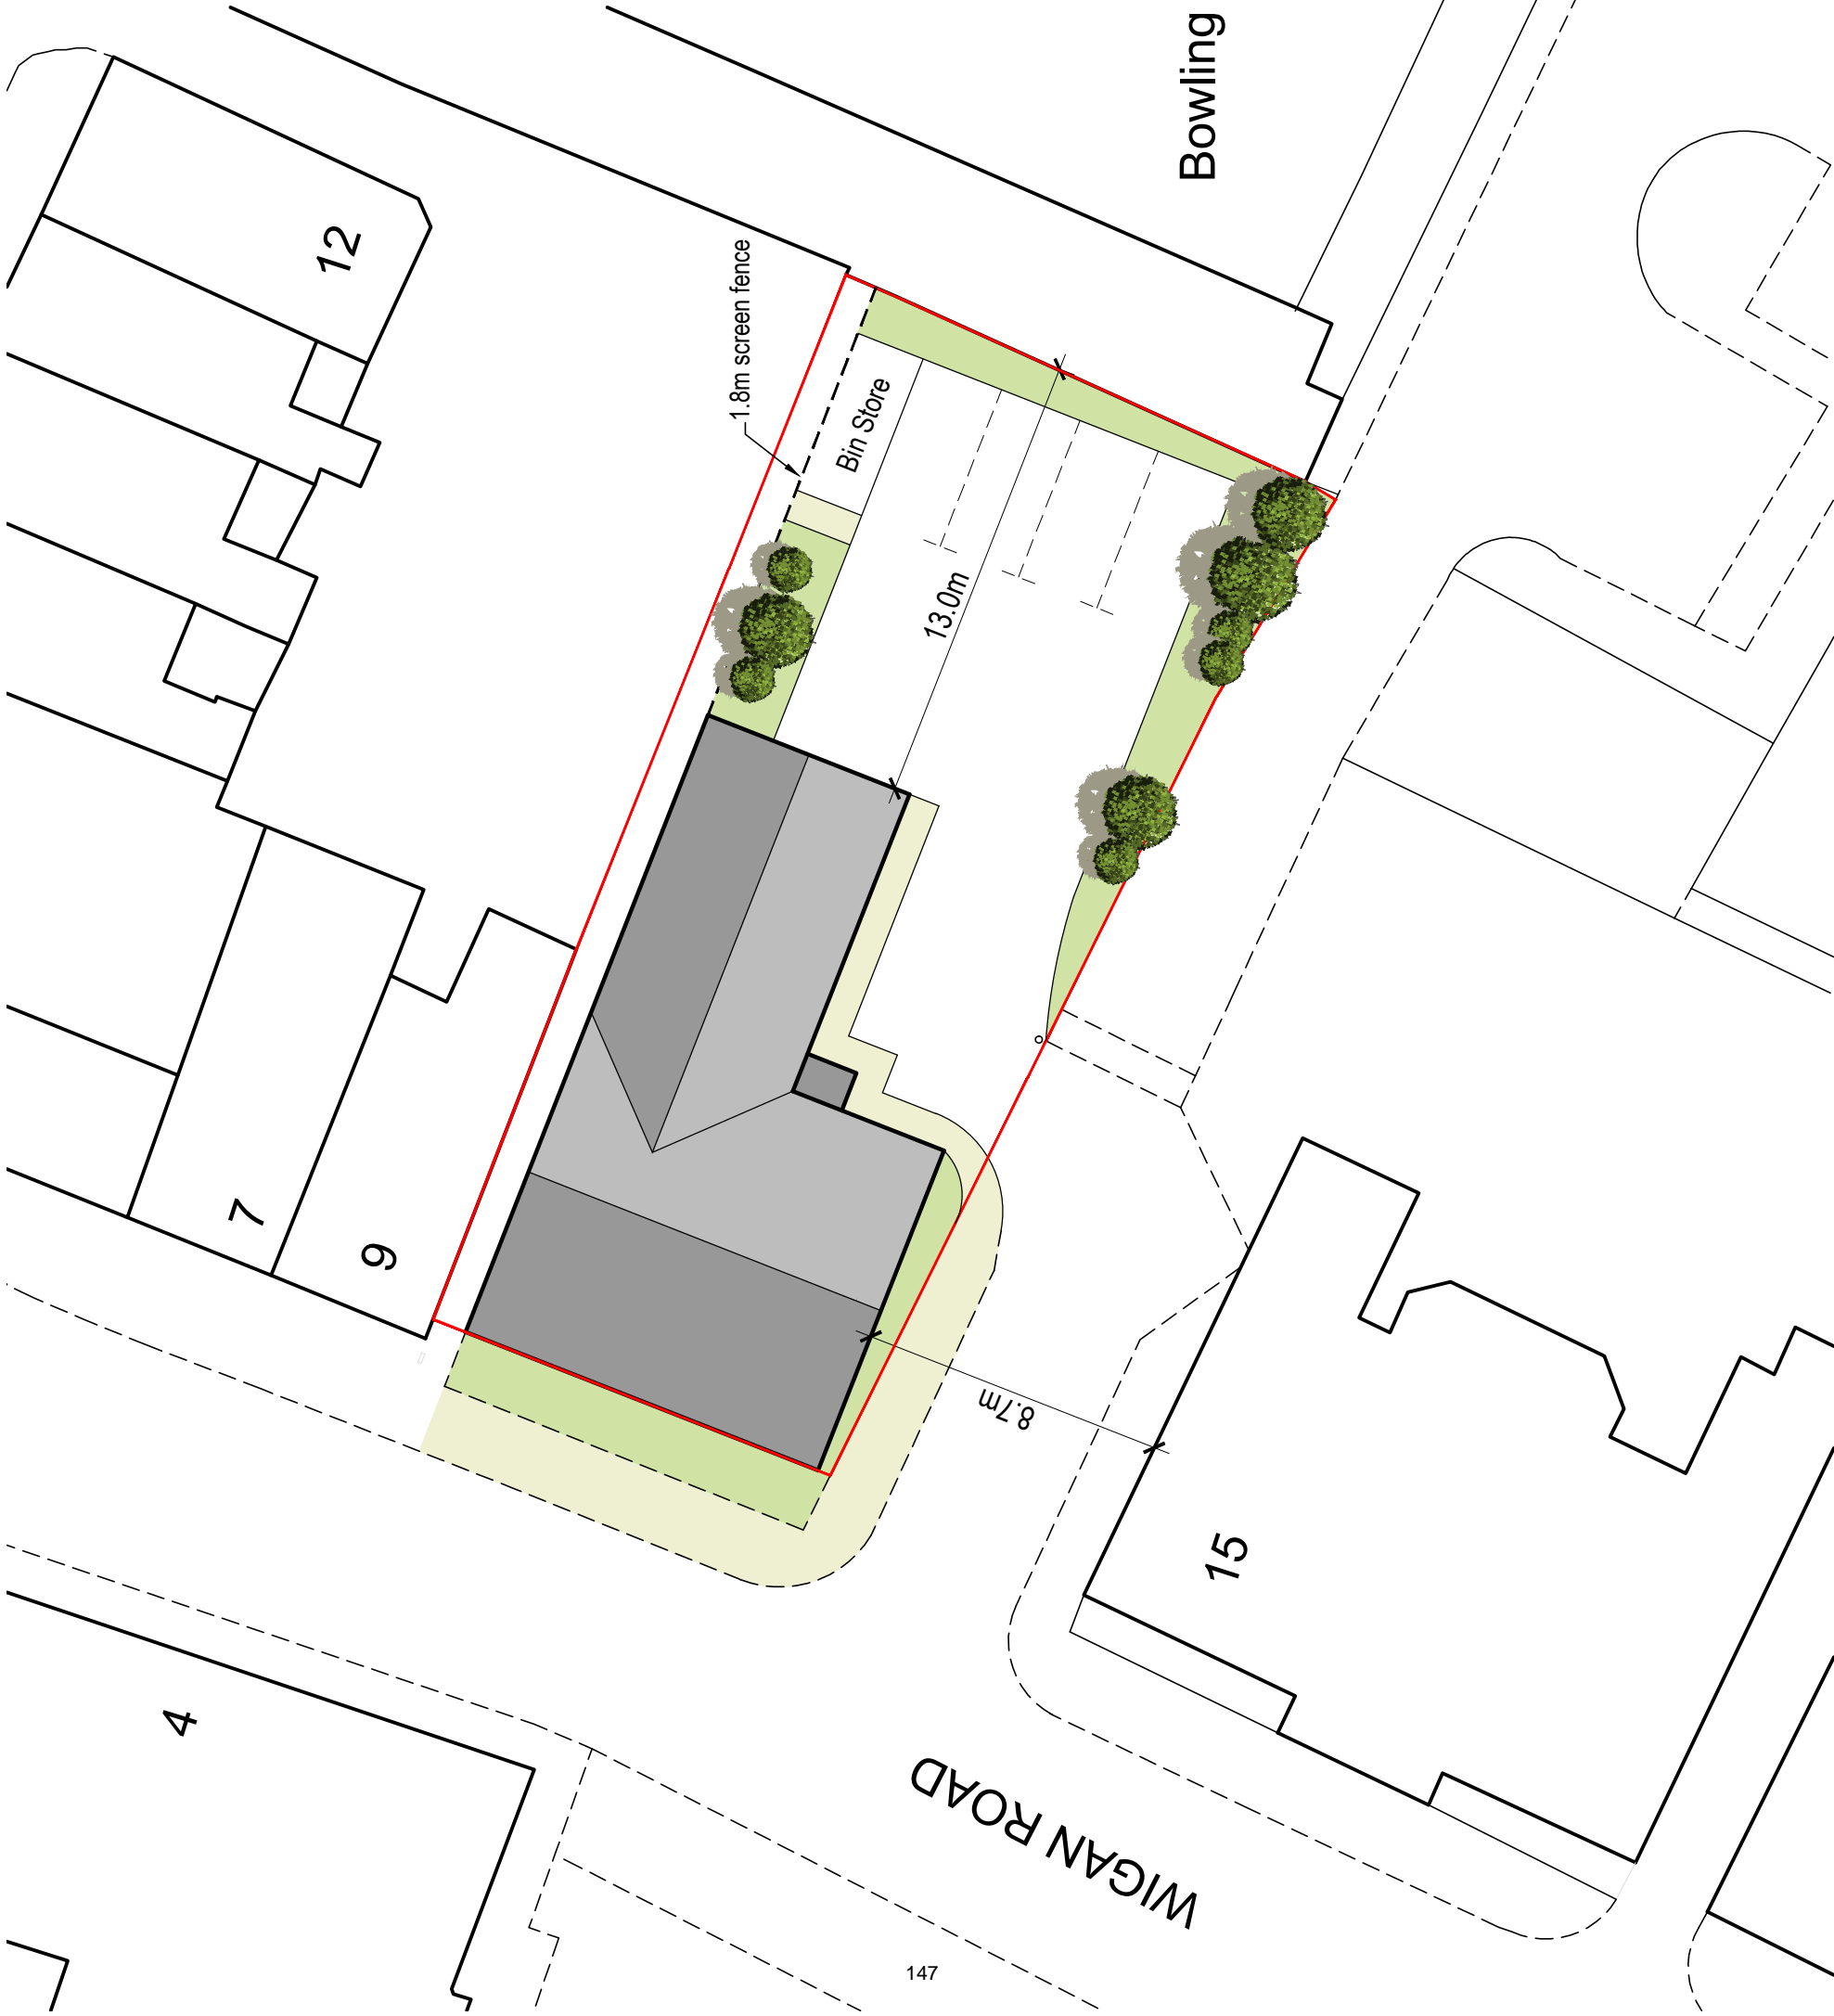 Bowling
12
1.8m screen fence
Bin Store
13.0m
7
9
8.7m
15
4
WIGAN ROAD
147